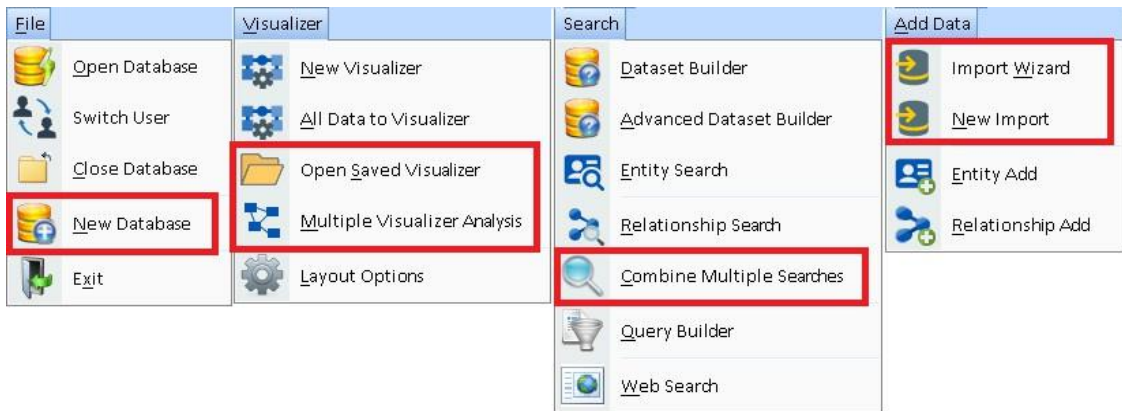 File
Open Database
Switch User
Close Database
New Database
Exit
Visualizer
New Visualizer
All Data to Visualizer
Open Saved Visualizer
Multiple Visualizer Analysis
Layout Options
Search
Dataset Builder
Advanced Dataset Builder
Entity Search
Relationship Search
Combine Multiple Searches
Query Builder
Web Search
Add Data
Import Wizard
New Import
Entity Add
Relationship Add